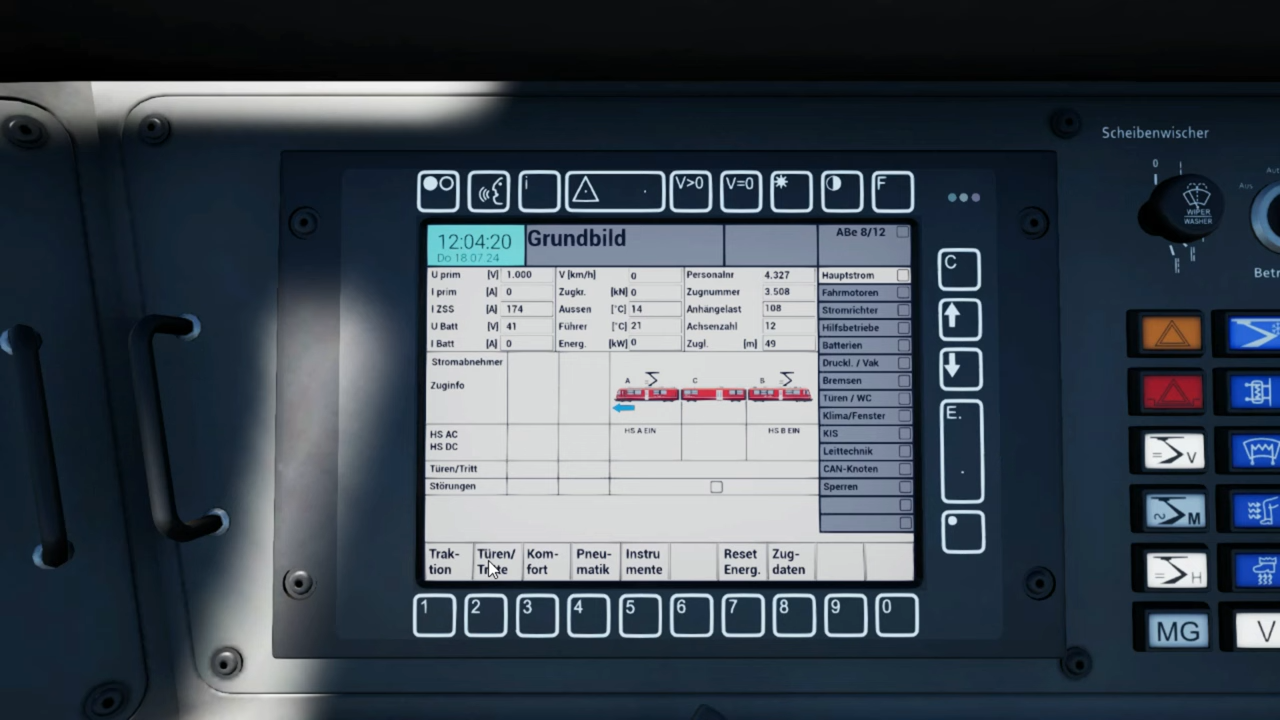 Scheibenwischer
0
WIPER
WASHER
Aus
i
V>0
V=0
F
12:04:20
Do 18.07.24
Grundbild
ABe 8/12
C
U prim [V] 1.000 V [km/h] 0 Personalnr 4.327 Hauptstrom
I prim [A] 0 Zugkr. [kN] 0 Zugnummer 3.508 Fahrmotoren
I ZSS [A] 174 Aussen [°C] 14 Anhängelast 108 Stromrichter
U Batt [V] 41 Führer [°C] 21 Achsenzahl 12 Hilfsbetriebe
I Batt [A] 0 Energ. [kW] 0 Zugl. [m] 49 Batterien
Stromabnehmer
Druckl. / Vak
Zuginfo
A C B
Bremsen
Türen / WC
Klima/Fenster
E.
HS AC
HS DC
HS A EIN HS B EIN
KIS
Leittechnik
Türen/Tritt
CAN-Knoten
Störungen
Sperren
Trak-
tion
Türen/
Kom-
fort
Pneu-
matik
Instru
mente
Reset
Energ.
Zug-
daten
1 2 3 4 5 6 7 8 9 0
V
M
H
MG
V